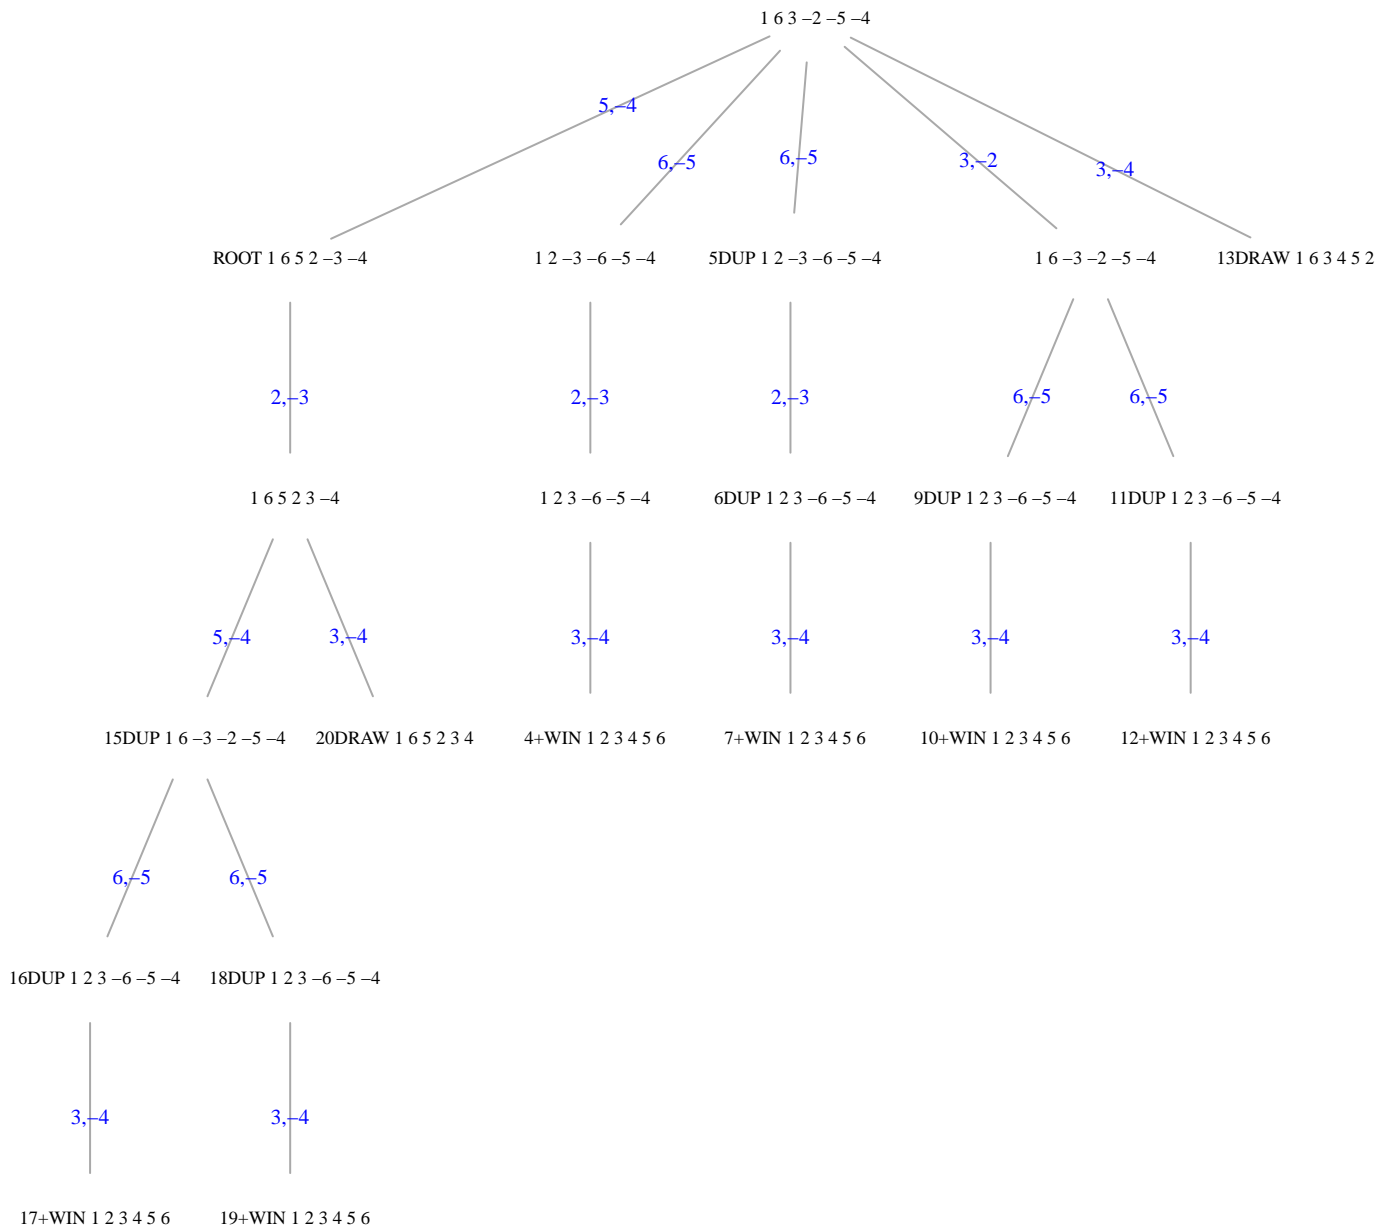 1 6 3 –2 –5 –4
5,–4
6,–5
6,–5
3,–2
3,–4
ROOT 1 6 5 2 –3 –4
1 2 –3 –6 –5 –4
5DUP 1 2 –3 –6 –5 –4
1 6 –3 –2 –5 –4
13DRAW 1 6 3 4 5 2
2,–3
2,–3
2,–3
6,–5
6,–5
1 6 5 2 3 –4
1 2 3 –6 –5 –4
6DUP 1 2 3 –6 –5 –4
9DUP 1 2 3 –6 –5 –4
11DUP 1 2 3 –6 –5 –4
5,–4
3,–4
3,–4
3,–4
3,–4
3,–4
15DUP 1 6 –3 –2 –5 –4
20DRAW 1 6 5 2 3 4
4+WIN 1 2 3 4 5 6
7+WIN 1 2 3 4 5 6
10+WIN 1 2 3 4 5 6
12+WIN 1 2 3 4 5 6
6,–5
6,–5
16DUP 1 2 3 –6 –5 –4
18DUP 1 2 3 –6 –5 –4
3,–4
3,–4
17+WIN 1 2 3 4 5 6
19+WIN 1 2 3 4 5 6